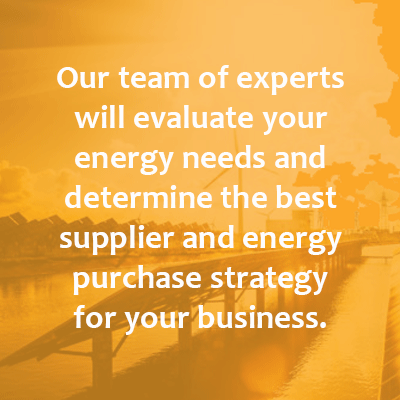 Our team of experts
will evaluate your
energy needs and
determine the best
supplier and energy
purchase strategy
for your business.